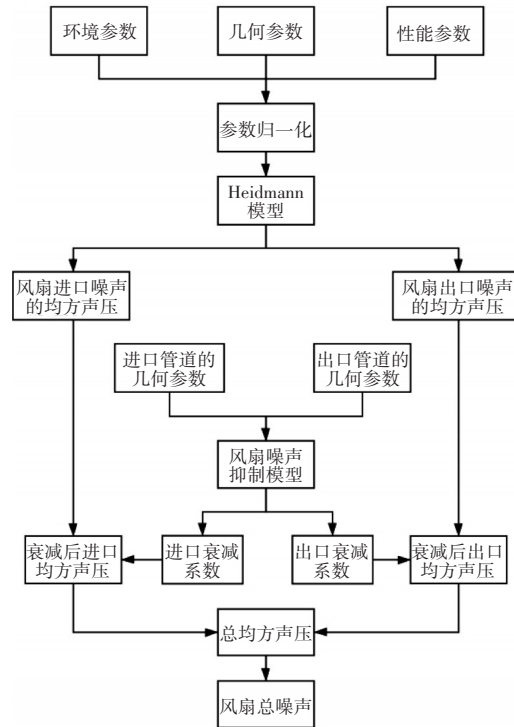 环境参数
几何参数
性能参数
参数归一化
Heidmann
模型
风扇进口噪声
的均方声压
风扇出口噪声
的均方声压
进口管道的
几何参数
出口管道的
几何参数
风扇噪声
抑制模型
衰减后进口
均方声压
进口衰减
系数
出口衰减
系数
衰减后出口
均方声压
总均方声压
风扇总噪声